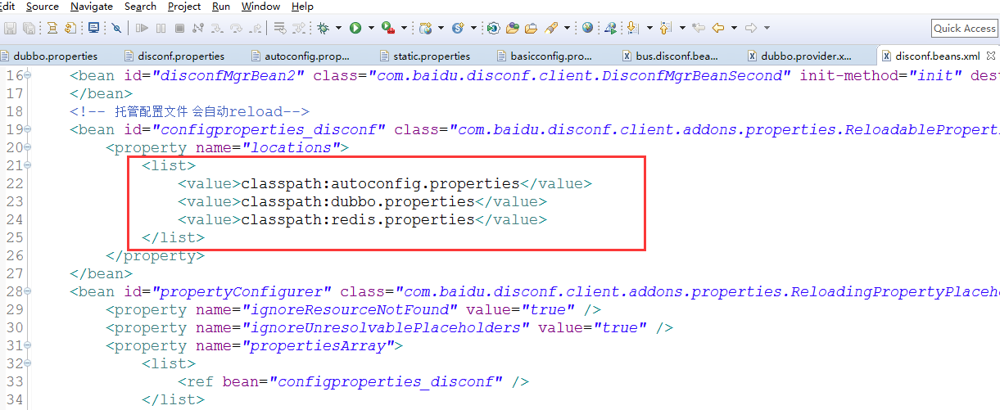 Edit Source Navigate Search Project Run Window Help
Quick Access
dubbo.properties disconf.properties autoconfig.prop... static.properties basicconfig.pro... bus.disconf.bea... dubbo.provider.x... disconf.beans.xml
16 <bean id="disconfMgrBean2" class="com.baidu.disconf.client.DisconfMgrBeanSecond" init-method="init" dest
17 </bean>
18 <!-- 托管配置文件 会自动reload-->
19 <bean id="configproperties_disconf" class="com.baidu.disconf.client.addons.properties.ReloadableProperti
20 <property name="locations">
21 <list>
22 <value>classpath:autoconfig.properties</value>
23 <value>classpath:dubbo.properties</value>
24 <value>classpath:redis.properties</value>
25 </list>
26 </property>
27 </bean>
28 <bean id="propertyConfigurer" class="com.baidu.disconf.client.addons.properties.ReloadingPropertyPlaceho
29 <property name="ignoreResourceNotFound" value="true" />
30 <property name="ignoreUnresolvablePlaceholders" value="true" />
31 <property name="propertiesArray">
32 <list>
33 <ref bean="configproperties_disconf" />
34 </list>